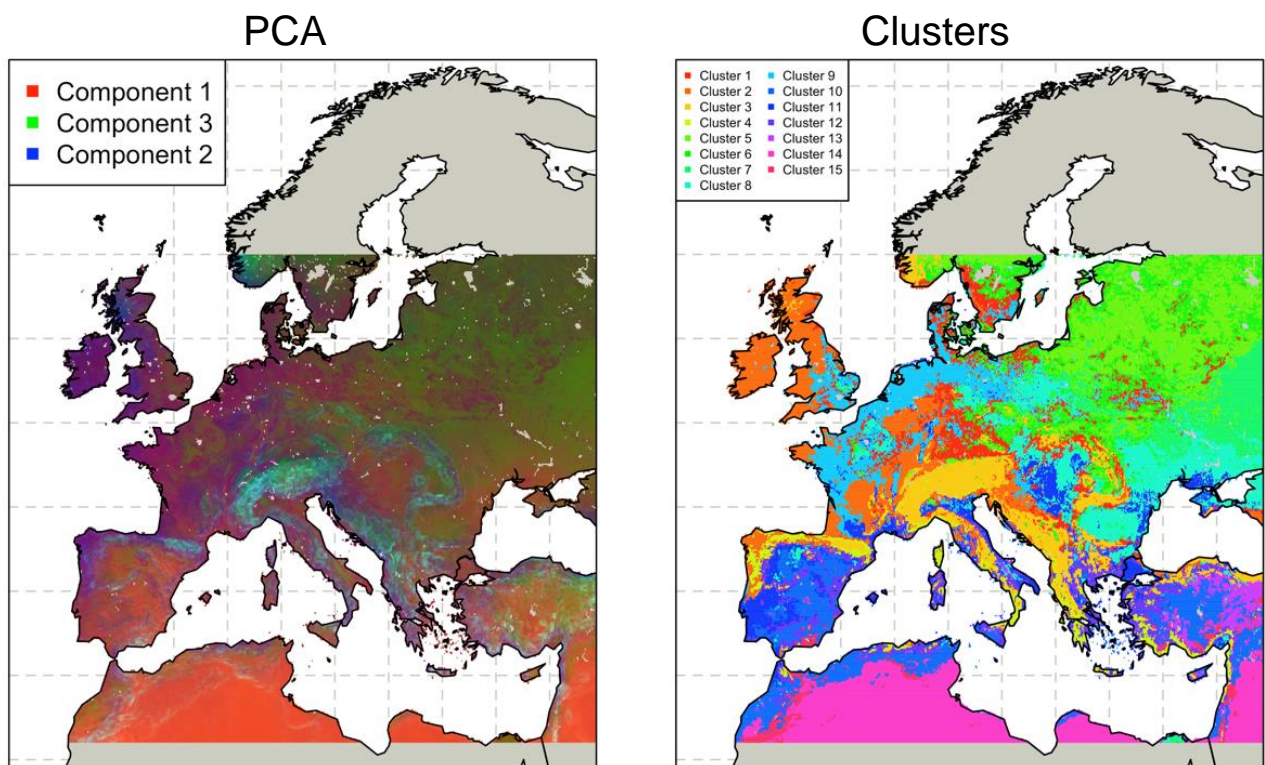 PCA
Component 1
Component 3
Component 2
Clusters
Cluster 1
Cluster 2
Cluster 3
Cluster 4
Cluster 5
Cluster 6
Cluster 7
Cluster 8
Cluster 9
Cluster 10
Cluster 11
Cluster 12
Cluster 13
Cluster 14
Cluster 15